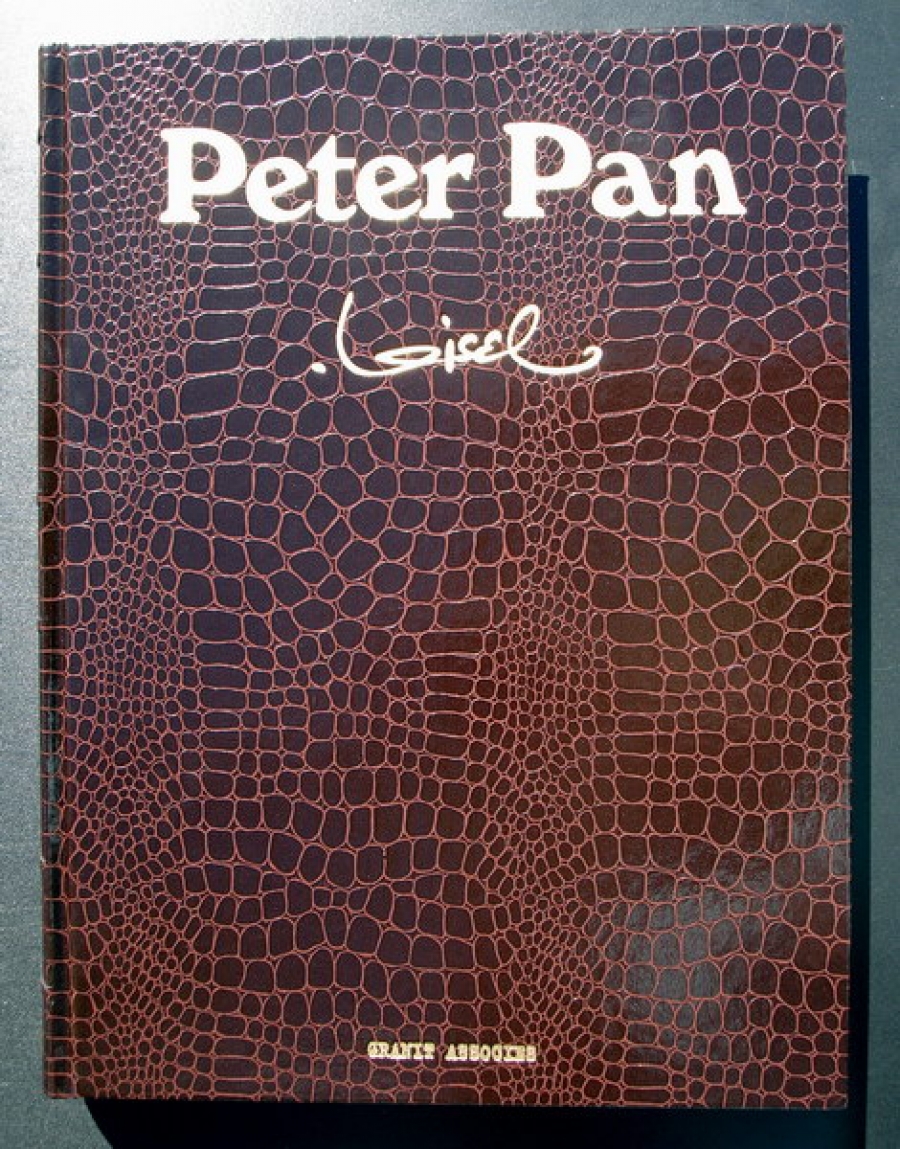 Peter Pan
Loisel
GRANIT ASSOCIES